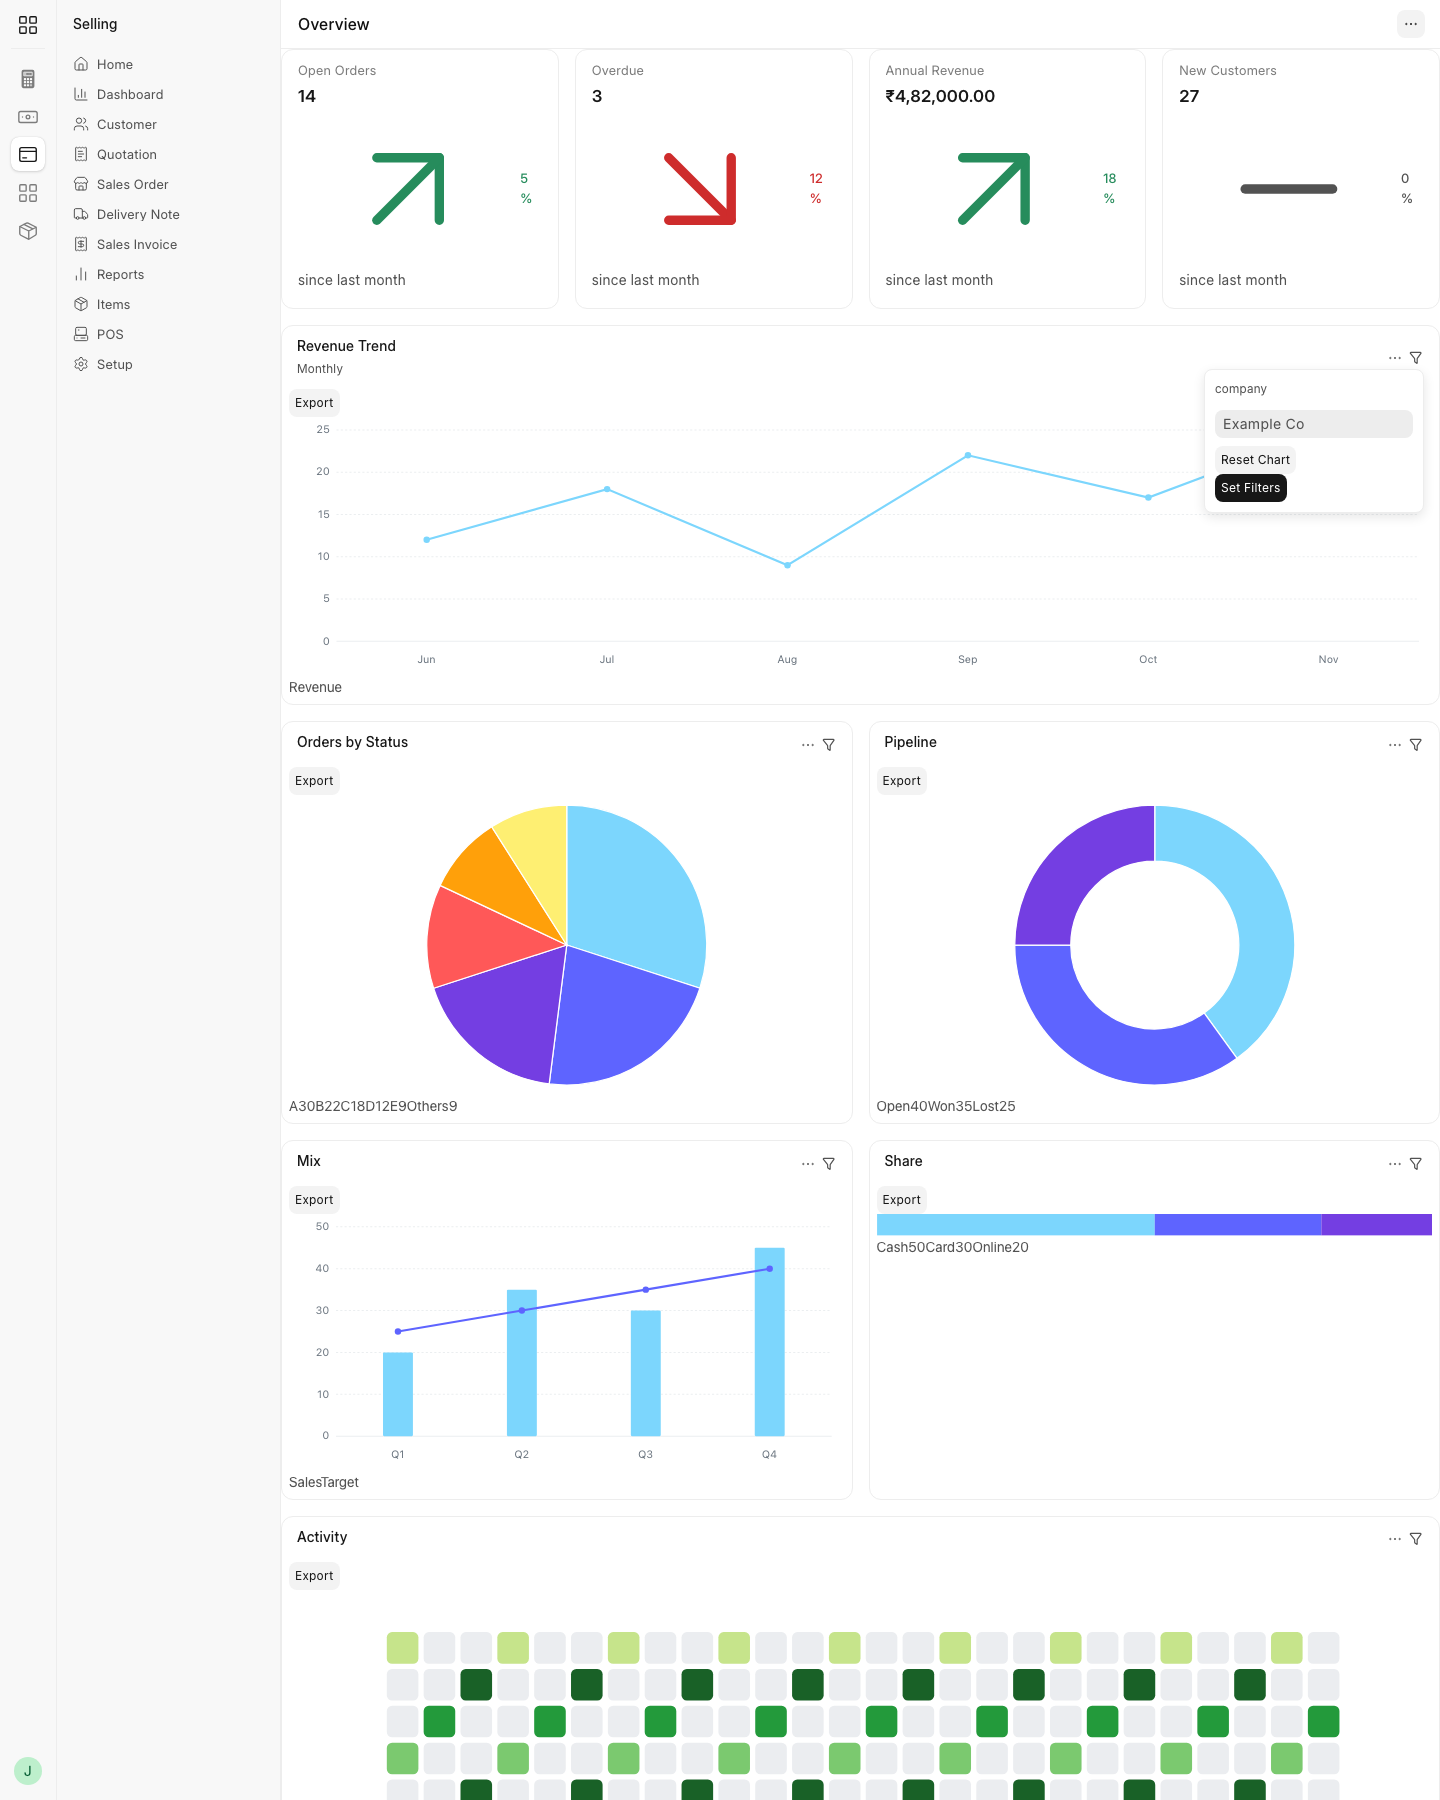 Selling
Home
Dashboard
Customer
Quotation
Sales Order
Delivery Note
Sales Invoice
Reports
Items
POS
Setup
J
Overview
Open Orders
14
5
%
since last month
Overdue
3
12
%
since last month
Annual Revenue
₹4,82,000.00
18
%
since last month
New Customers
27
0
%
since last month
Revenue Trend
Monthly
Export
company
Example Co
Reset Chart
Set Filters
25
20
15
10
5
0
Jun
Jul
Aug
Sep
Oct
Nov
Revenue
Orders by Status
Export
A30B22C18D12E9Others9
Pipeline
Export
Open40Won35Lost25
Mix
Export
50
40
30
20
10
0
Q1
Q2
Q3
Q4
SalesTarget
Share
Export
Cash50Card30Online20
Activity
Export